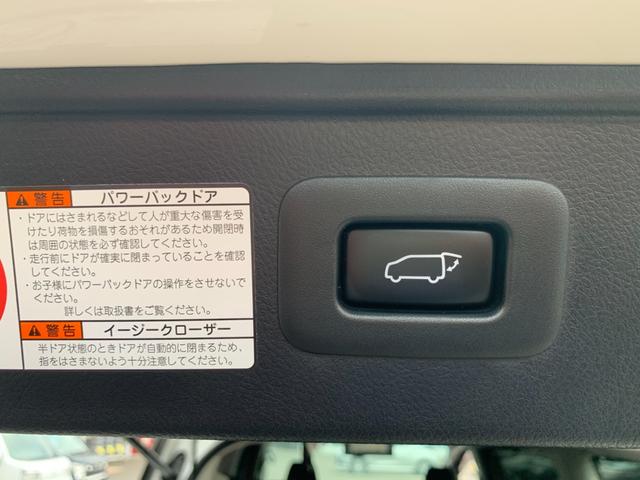 警告 パワーバックドア
・ドアにはさまれるなどして人が重大な傷害を受
けたり荷物を損傷するおそれがあるため開閉時
は周囲の状態を必ず確認してください。
・走行前にドアが確実に閉まっていることを確認
してください。
・お子様にパワーバックドアの操作をさせないで
ください。
詳しくは取扱書をご覧ください。
警告 イージークローザー
半ドア状態のときドアが自動的に閉まるため、
指をはさまないよう十分注意してください。